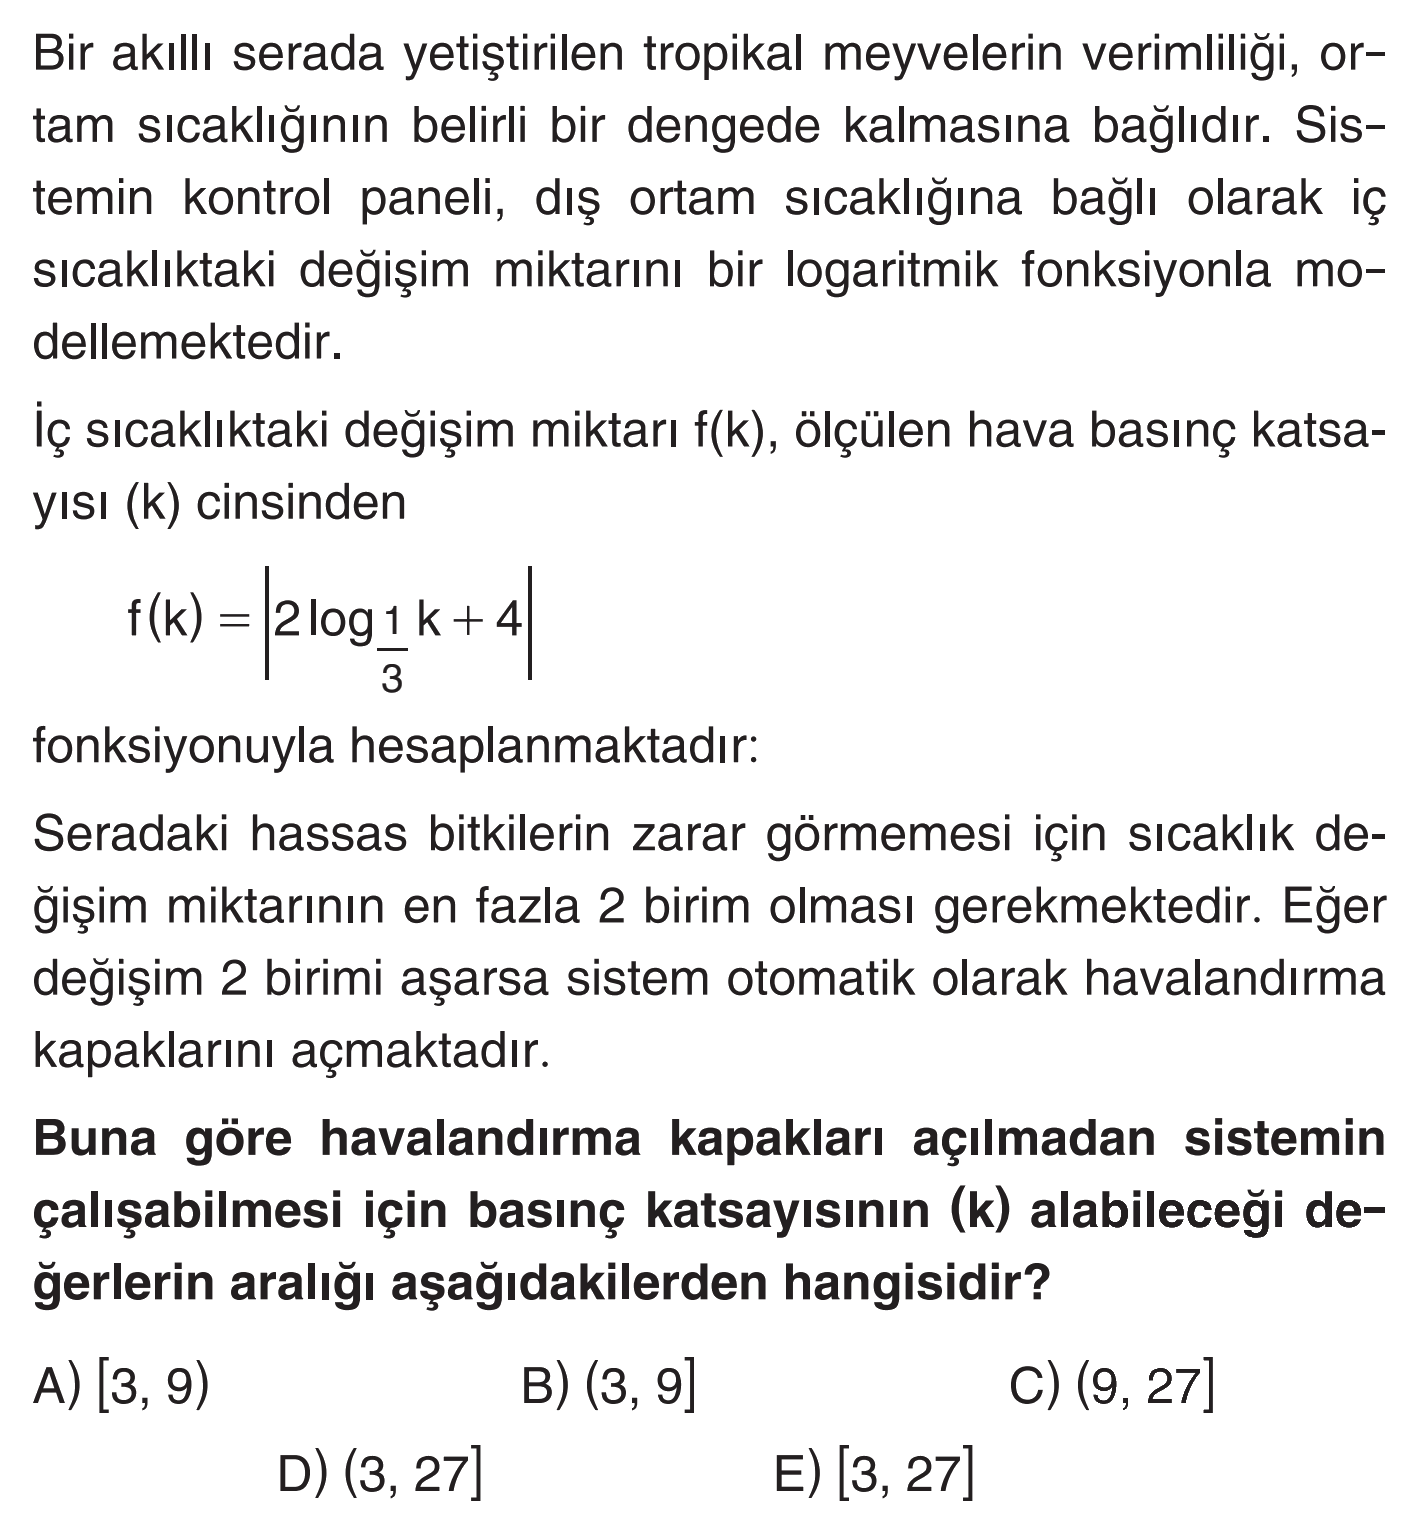 Bir akıllı serada yetiştirilen tropikal meyvelerin verimliliği, or-
tam sıcaklığının belirli bir dengede kalmasına bağlıdır. Sis-
temin kontrol paneli, dış ortam sıcaklığına bağlı olarak iç
sıcaklıktaki değişim miktarını bir logaritmik fonksiyonla mo-
dellemektedir.
İç sıcaklıktaki değişim miktarı f(k), ölçülen hava basınç katsa-
yısı (k) cinsinden
f(k) = |2 log_{1/3} k + 4|
fonksiyonuyla hesaplanmaktadır:
Seradaki hassas bitkilerin zarar görmemesi için sıcaklık de-
ğişim miktarının en fazla 2 birim olması gerekmektedir. Eğer
değişim 2 birimi aşarsa sistem otomatik olarak havalandırma
kapaklarını açmaktadır.
Buna göre havalandırma kapakları açılmadan sistemin
çalışabilmesi için basınç katsayısının (k) alabileceği de-
ğerlerin aralığı aşağıdakilerden hangisidir?
A) [3, 9) B) (3, 9] C) (9, 27]
D) (3, 27] E) [3, 27]